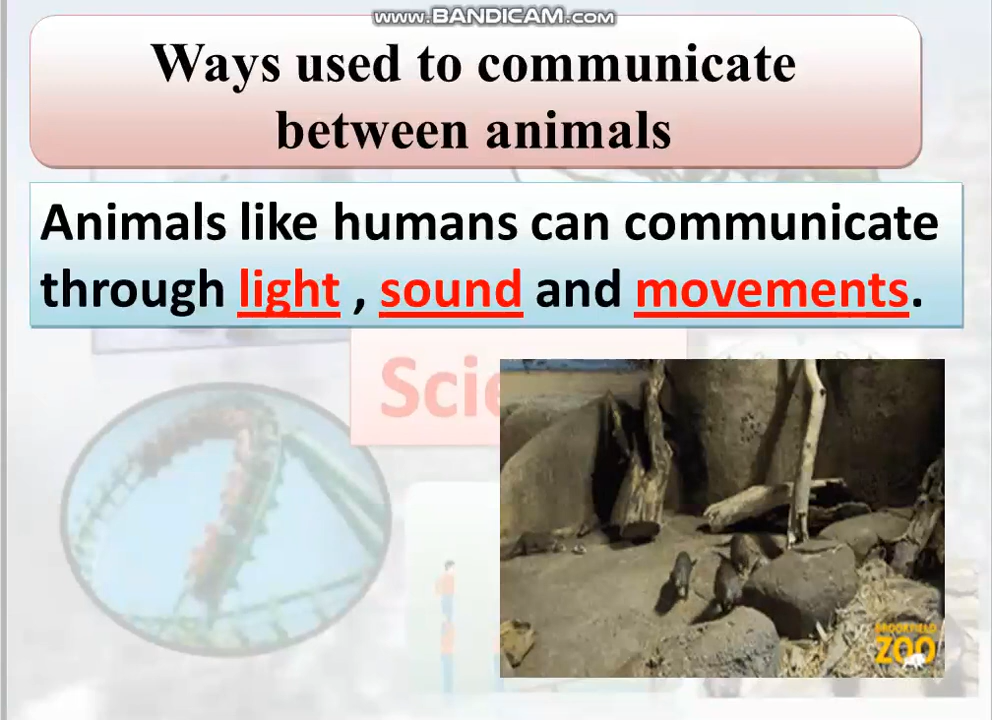 www.BANDICAM.com
Ways used to communicate
between animals
Animals like humans can communicate
through light , sound and movements.
Scie
BROOKFIELD
ZOO